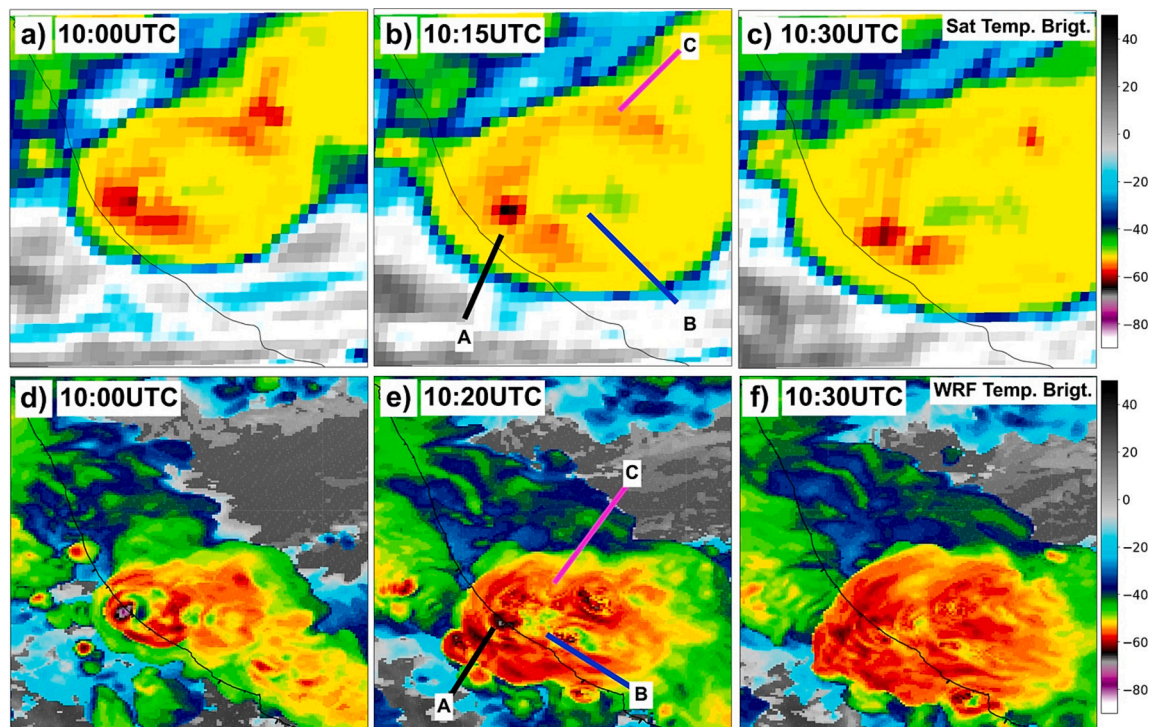 a) 10:00UTC
b) 10:15UTC
c) 10:30UTC
Sat Temp. Brigt.
C
A
B
40
20
0
−20
−40
−60
−80
d) 10:00UTC
e) 10:20UTC
f) 10:30UTC
WRF Temp. Brigt.
C
A
B
40
20
0
−20
−40
−60
−80